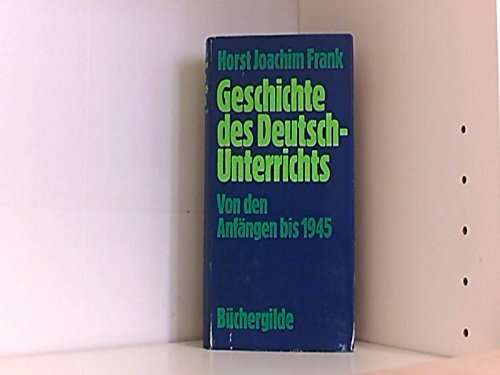 Horst Joachim Frank
Geschichte
des Deutsch-
Unterrichts
Von den
Anfängen bis 1945
Büchergilde